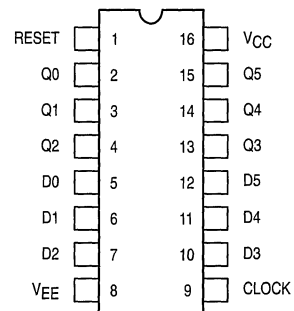 RESET 1 16 VCC
Q0 2 15 Q5
Q1 3 14 Q4
Q2 4 13 Q3
D0 5 12 D5
D1 6 11 D4
D2 7 10 D3
VEE 8 9 CLOCK